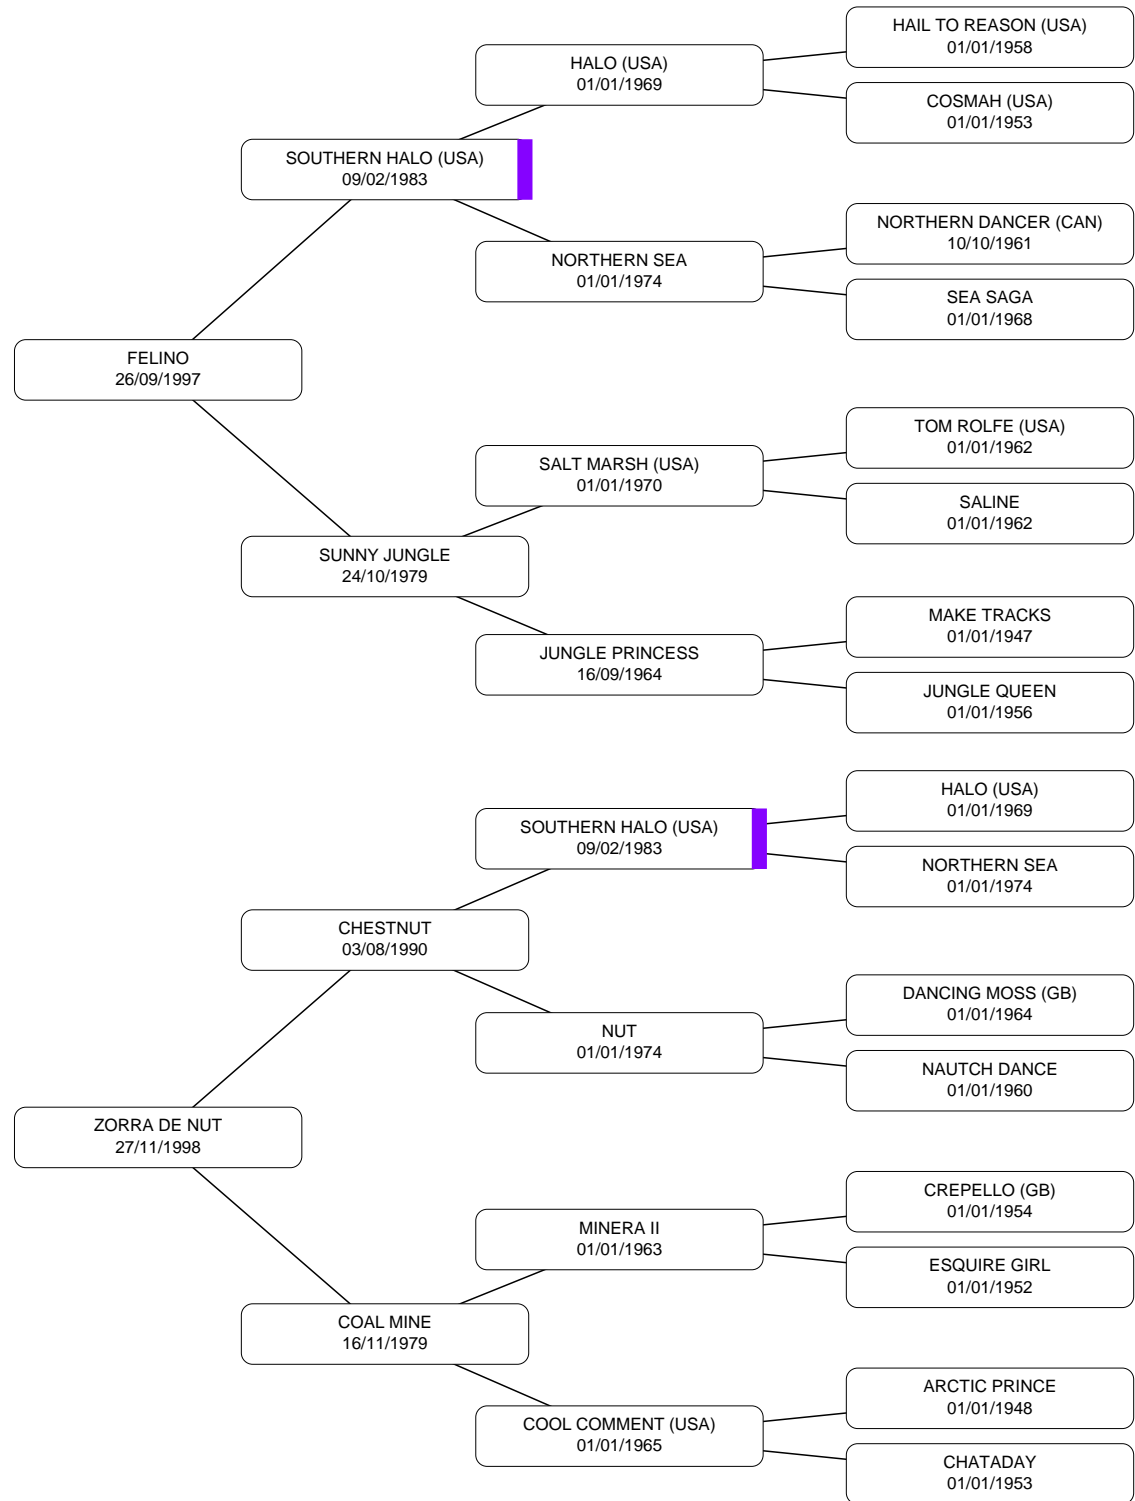 HAIL TO REASON (USA)
01/01/1958
HALO (USA)
01/01/1969
COSMAH (USA)
01/01/1953
SOUTHERN HALO (USA)
09/02/1983
NORTHERN DANCER (CAN)
10/10/1961
NORTHERN SEA
01/01/1974
SEA SAGA
01/01/1968
FELINO
26/09/1997
TOM ROLFE (USA)
01/01/1962
SALT MARSH (USA)
01/01/1970
SALINE
01/01/1962
SUNNY JUNGLE
24/10/1979
MAKE TRACKS
01/01/1947
JUNGLE PRINCESS
16/09/1964
JUNGLE QUEEN
01/01/1956
HALO (USA)
01/01/1969
SOUTHERN HALO (USA)
09/02/1983
NORTHERN SEA
01/01/1974
CHESTNUT
03/08/1990
DANCING MOSS (GB)
01/01/1964
NUT
01/01/1974
NAUTCH DANCE
01/01/1960
ZORRA DE NUT
27/11/1998
CREPELLO (GB)
01/01/1954
MINERA II
01/01/1963
ESQUIRE GIRL
01/01/1952
COAL MINE
16/11/1979
ARCTIC PRINCE
01/01/1948
COOL COMMENT (USA)
01/01/1965
CHATADAY
01/01/1953